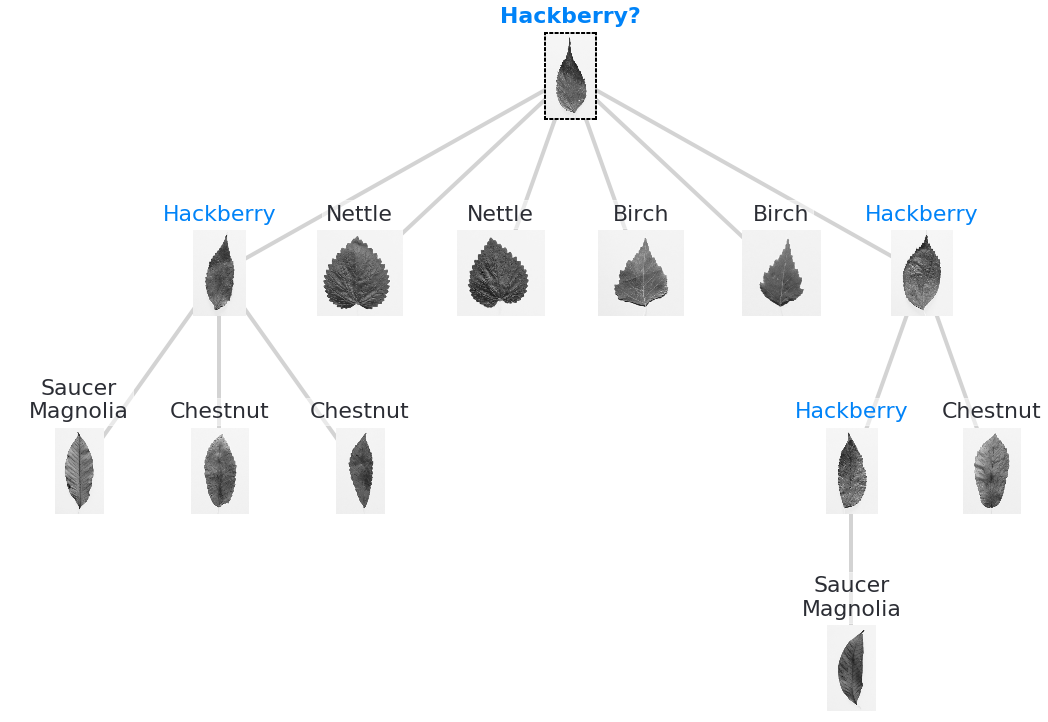 Hackberry?
Hackberry
Nettle
Nettle
Birch
Birch
Hackberry
Saucer
Magnolia
Chestnut
Chestnut
Hackberry
Chestnut
Saucer
Magnolia